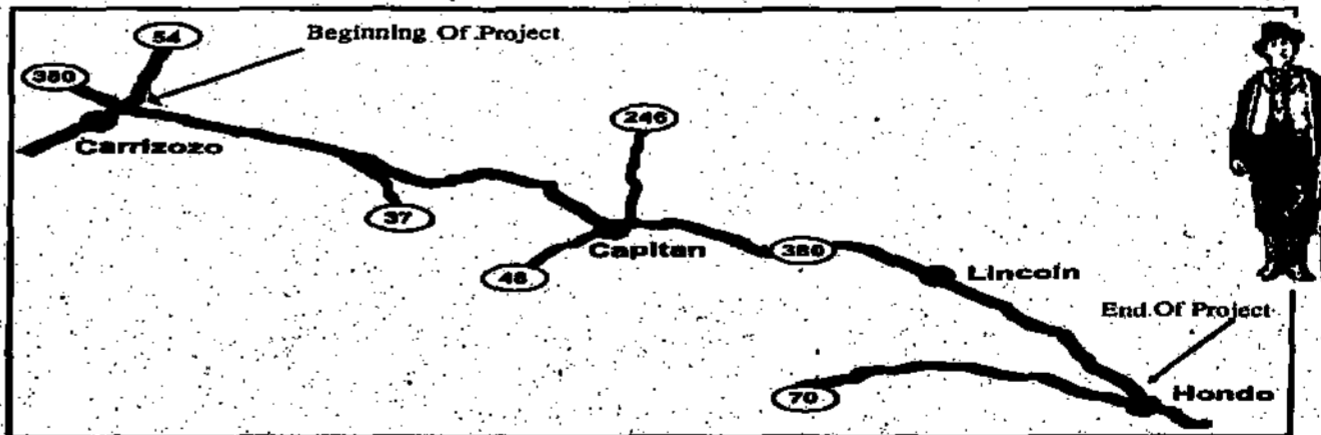 54
Beginning Of Project
380
246
Carrizozo
37
Capitan
380
48
Lincoln
End Of Project
70
Hondo